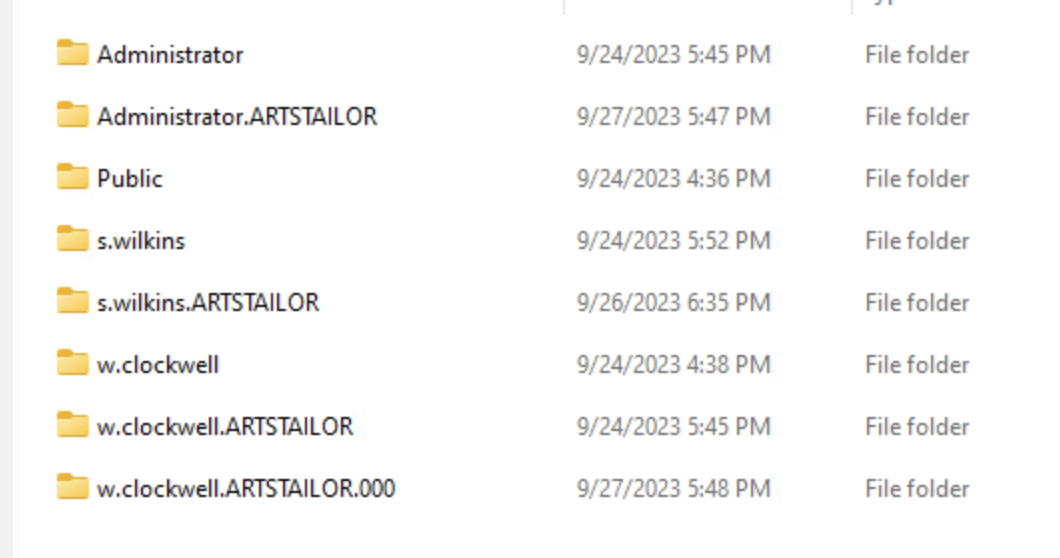 Administrator 9/24/2023 5:45 PM File folder
Administrator.ARTSTAILOR 9/27/2023 5:47 PM File folder
Public 9/24/2023 4:36 PM File folder
s.wilkins 9/24/2023 5:52 PM File folder
s.wilkins.ARTSTAILOR 9/26/2023 6:35 PM File folder
w.clockwell 9/24/2023 4:38 PM File folder
w.clockwell.ARTSTAILOR 9/24/2023 5:45 PM File folder
w.clockwell.ARTSTAILOR.000 9/27/2023 5:48 PM File folder